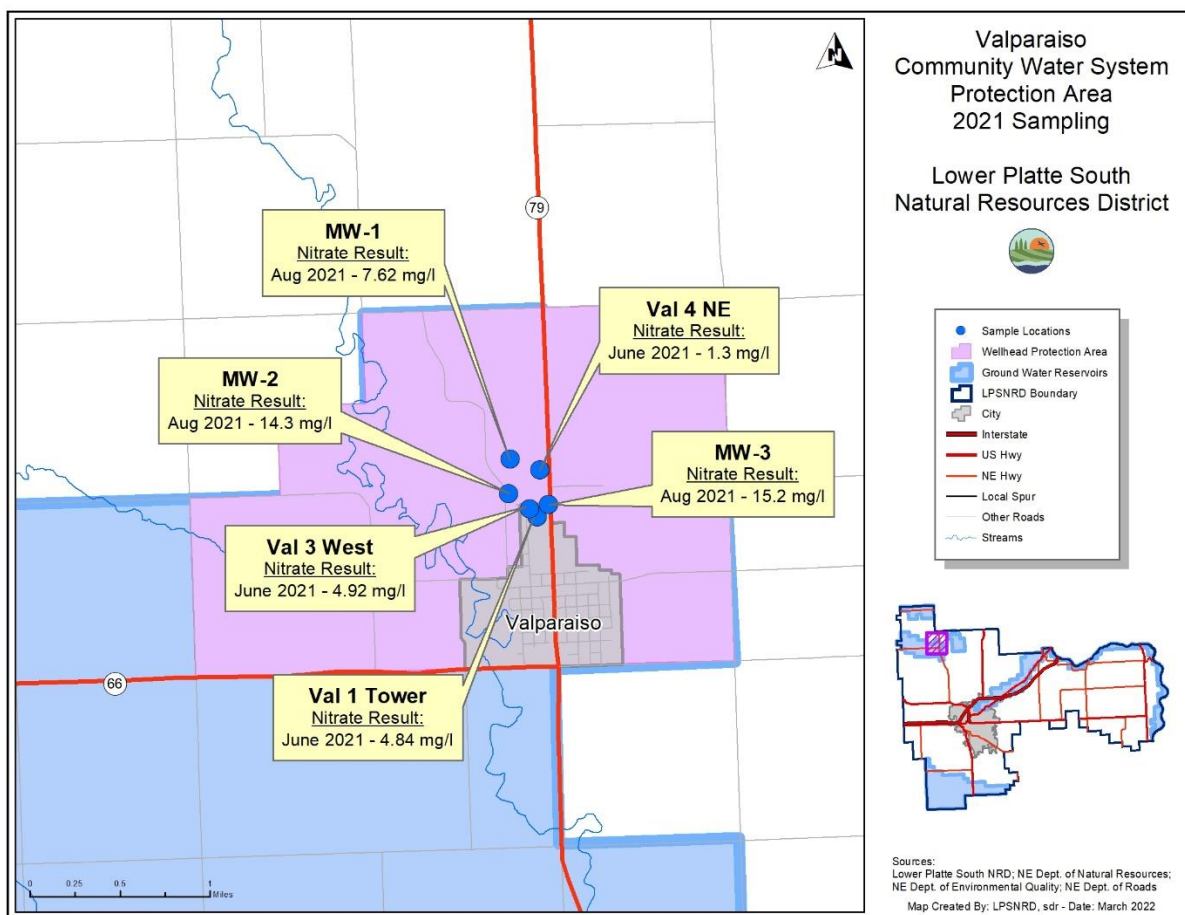 Valparaiso
Community Water System
Protection Area
2021 Sampling
Lower Platte South
Natural Resources District
N
79
MW-1
Nitrate Result:
Aug 2021 - 7.62 mg/l
Val 4 NE
Nitrate Result:
June 2021 - 1.3 mg/l
MW-2
Nitrate Result:
Aug 2021 - 14.3 mg/l
MW-3
Nitrate Result:
Aug 2021 - 15.2 mg/l
Val 3 West
Nitrate Result:
June 2021 - 4.92 mg/l
Valparaiso
66
Val 1 Tower
Nitrate Result:
June 2021 - 4.84 mg/l
0 0.25 0.5 1
Miles
Sample Locations
Wellhead Protection Area
Ground Water Reservoirs
LPSNRD Boundary
City
Interstate
US Hwy
NE Hwy
Local Spur
Other Roads
Streams
Sources:
Lower Platte South NRD; NE Dept. of Natural Resources;
NE Dept. of Environmental Quality; NE Dept. of Roads
Map Created By: LPSNRD, sdr - Date: March 2022